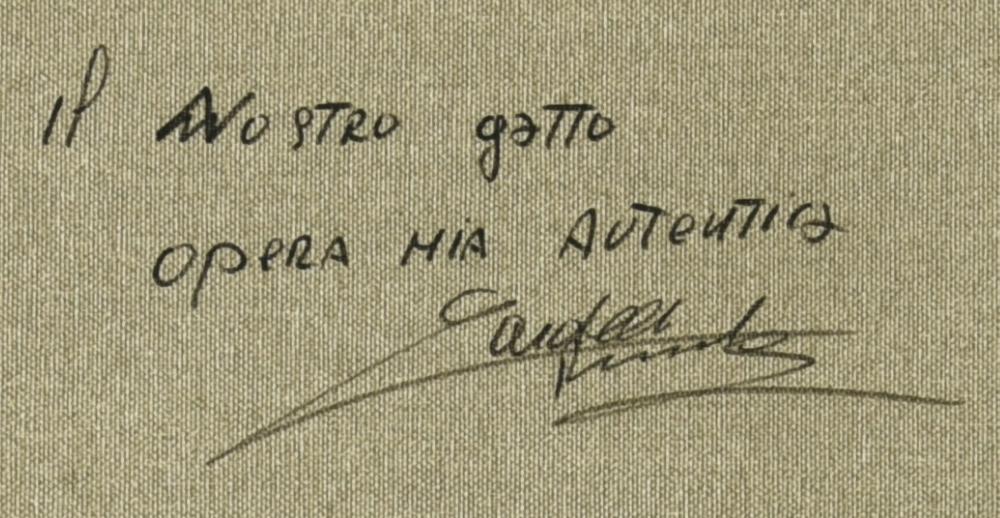 Il Nostro gatto
OPERA MIA AUTENTICA